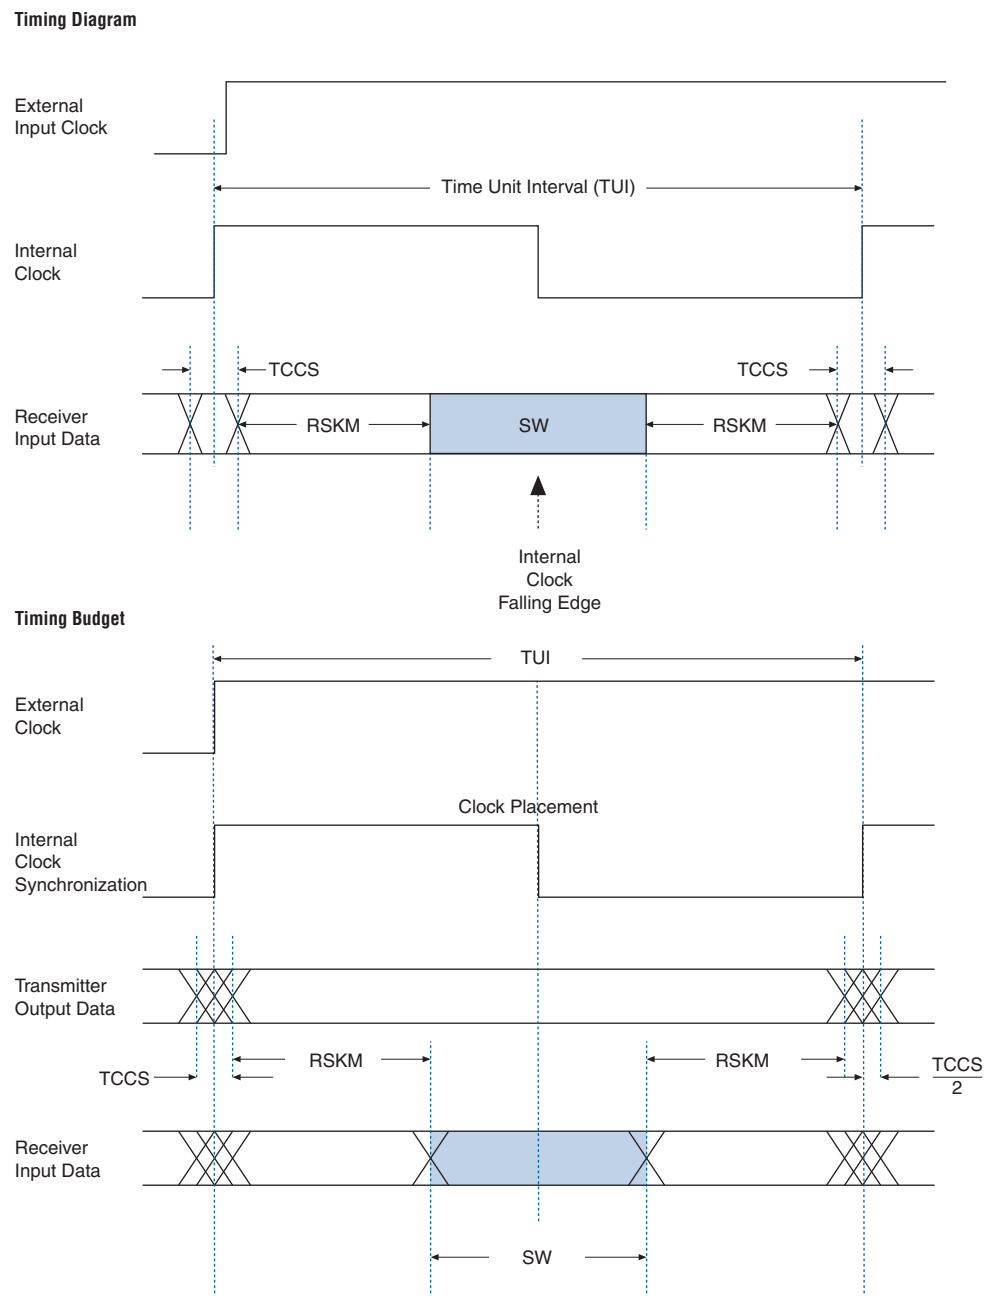 Timing Diagram
External
Input Clock
Time Unit Interval (TUI)
Internal
Clock
TCCS
TCCS
Receiver
Input Data
RSKM
SW
RSKM
Internal
Clock
Falling Edge
Timing Budget
TUI
External
Clock
Clock Placement
Internal
Clock
Synchronization
Transmitter
Output Data
RSKM
RSKM
TCCS
TCCS
2
Receiver
Input Data
SW